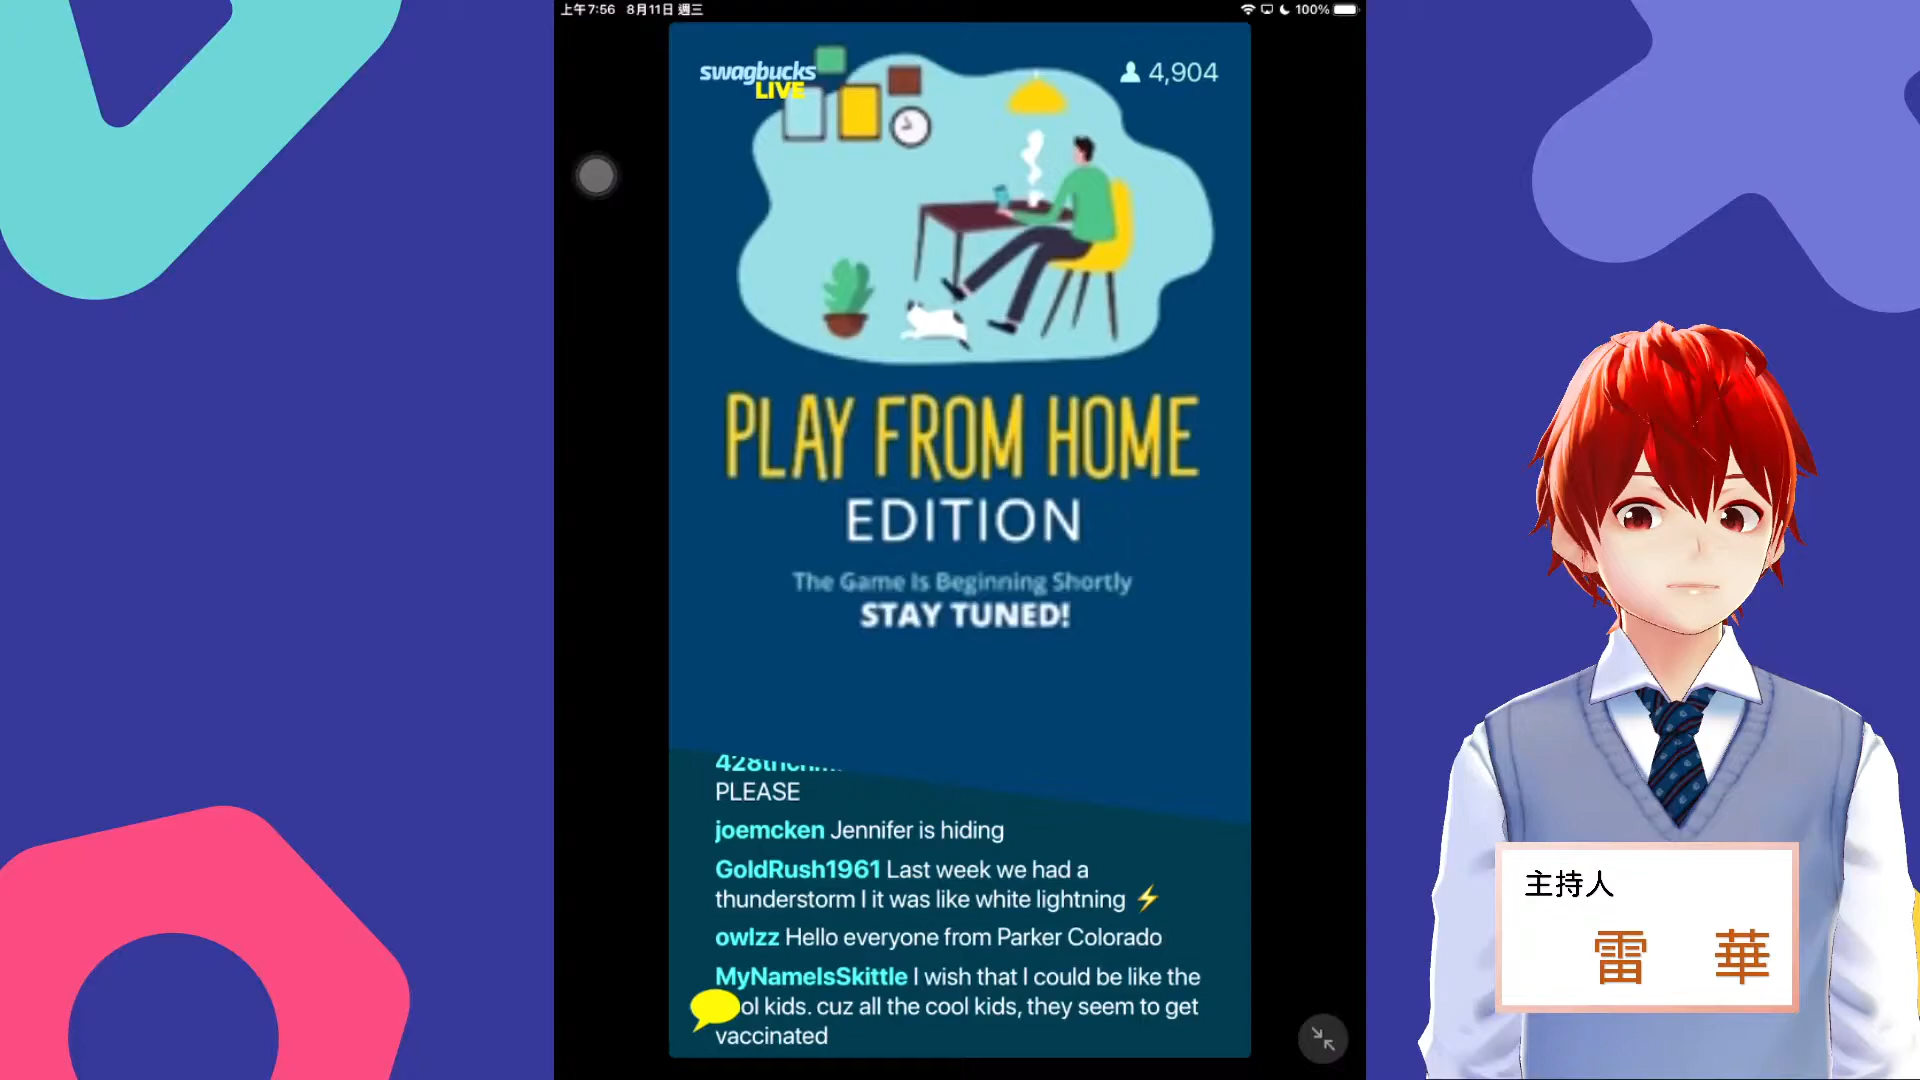 上午7:56 8月11日 週三
100%
swagbucks
LIVE
4,904
PLAY FROM HOME
EDITION
The Game Is Beginning Shortly
STAY TUNED!
PLEASE
joemcken Jennifer is hiding
GoldRush1961 Last week we had a
thunderstorm I it was like white lightning ⚡
owlzz Hello everyone from Parker Colorado
MyNameIsSkittle I wish that I could be like the
ol kids. cuz all the cool kids, they seem to get
vaccinated
主持人
雷 華